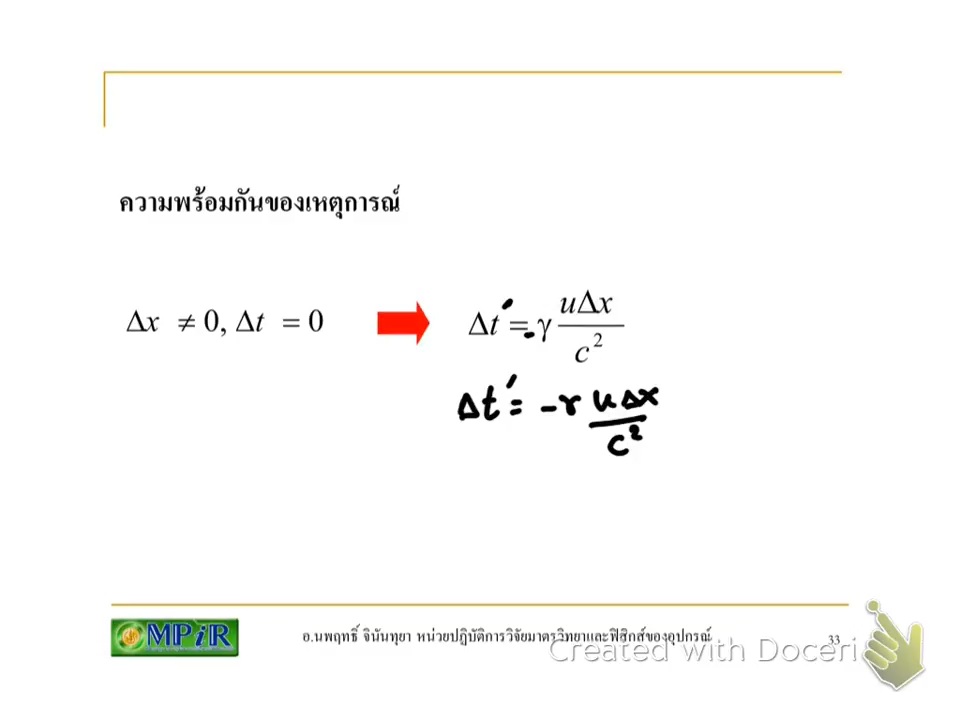 ความพร้อมกันของเหตุการณ์
Δx ≠ 0, Δt = 0
Δt′ = -γ uΔx / c²
Δt′ = -γ uΔx / c²
MPiR
อ.นพฤทธิ์ จินันทุยา หน่วยปฏิบัติการวิจัยมาตรวิทยาและฟิสิกส์ของอุปกรณ์
33
Created with Doceri